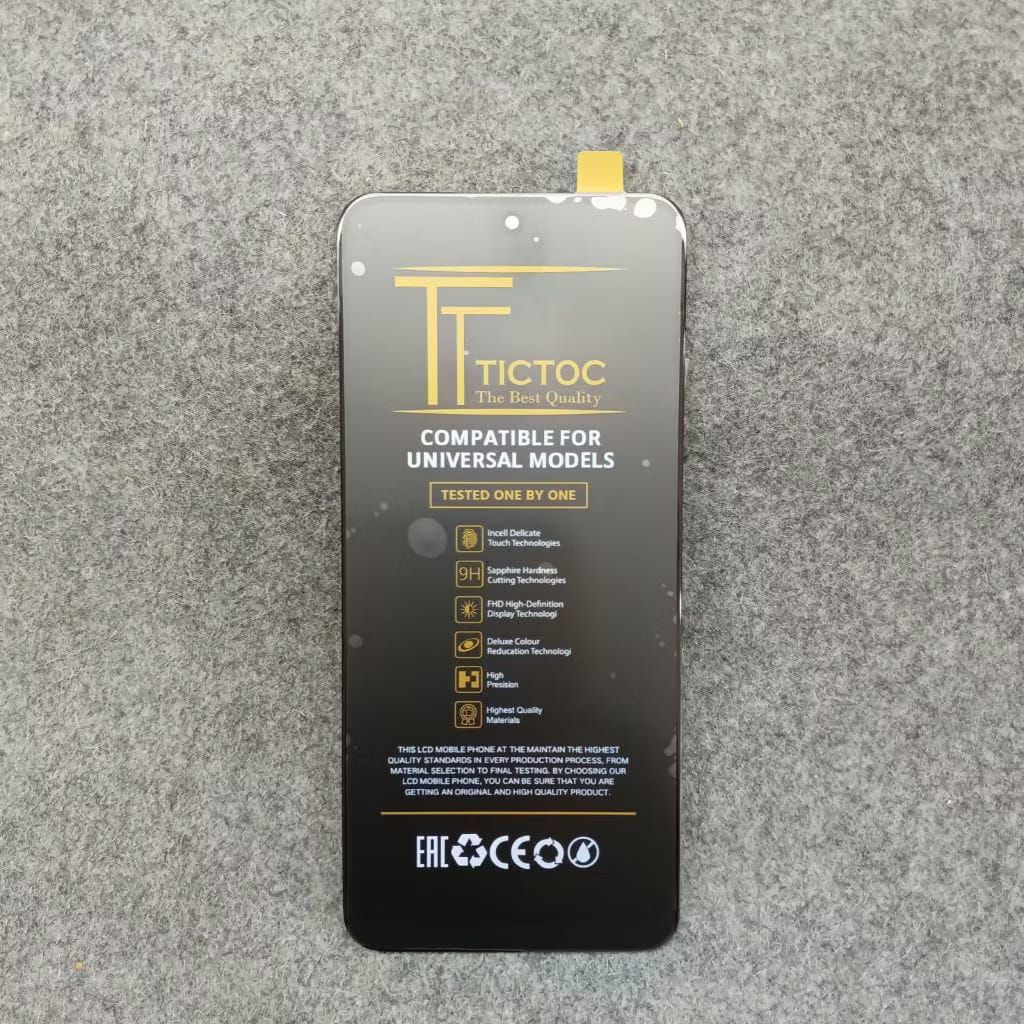 TICTOC
The Best Quality
COMPATIBLE FOR
UNIVERSAL MODELS
TESTED ONE BY ONE
Incell Delicate
Touch Technologies
9H
Sapphire Hardness
Cutting Technologies
FHD High-Definition
Display Technologi
Deluxe Colour
Reducation Technologi
High
Presision
Highest Quality
Materials
THIS LCD MOBILE PHONE AT THE MAINTAIN THE HIGHEST
QUALITY STANDARDS IN EVERY PRODUCTION PROCESS, FROM
MATERIAL SELECTION TO FINAL TESTING. BY CHOOSING OUR
LCD MOBILE PHONE, YOU CAN BE SURE THAT YOU ARE
GETTING AN ORIGINAL AND HIGH QUALITY PRODUCT.
EAC CE